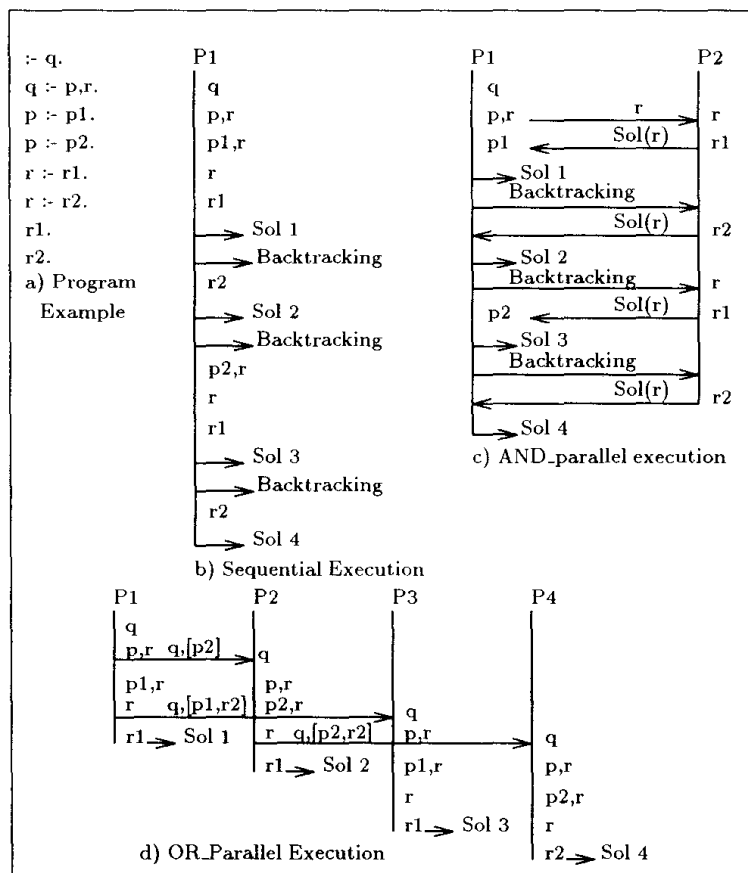 :- q.
q :- p,r.
p :- p1.
p :- p2.
r :- r1.
r :- r2.
r1.
r2.
a) Program
Example
P1
q
p,r
p1,r
r
r1
Sol 1
Backtracking
r2
Sol 2
Backtracking
p2,r
r
r1
Sol 3
Backtracking
r2
Sol 4
b) Sequential Execution
P1 P2
q
p,r r r
p1 Sol(r) r1
Sol 1
Backtracking
Sol(r) r2
Sol 2
Backtracking r
p2 Sol(r) r1
Sol 3
Backtracking
Sol(r) r2
Sol 4
c) AND_parallel execution
P1 P2 P3 P4
q
p,r q,[p2] q
p1,r p,r
r q,[p1,r2] p2,r q
r1 Sol 1 r q,[p2,r2] p,r q
r1 Sol 2 p1,r p,r
r p2,r
r1 Sol 3 r
d) OR_Parallel Execution r2 Sol 4